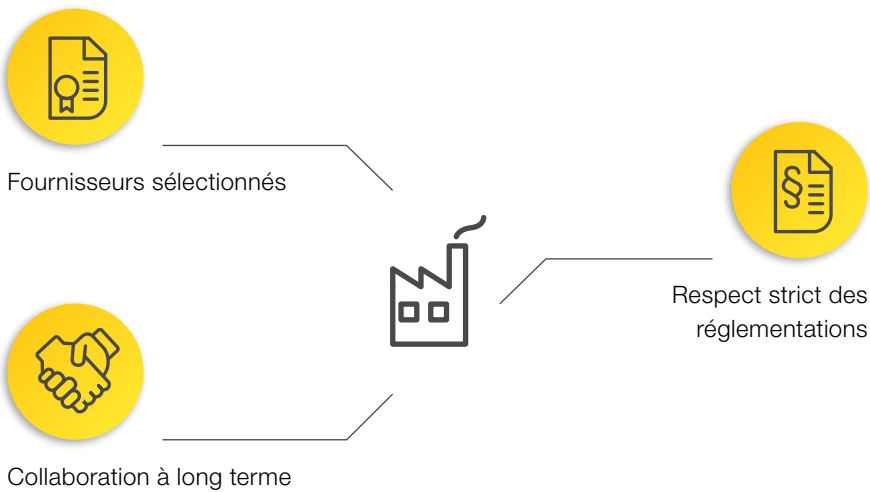 Fournisseurs sélectionnés
Respect strict des
réglementations
Collaboration à long terme